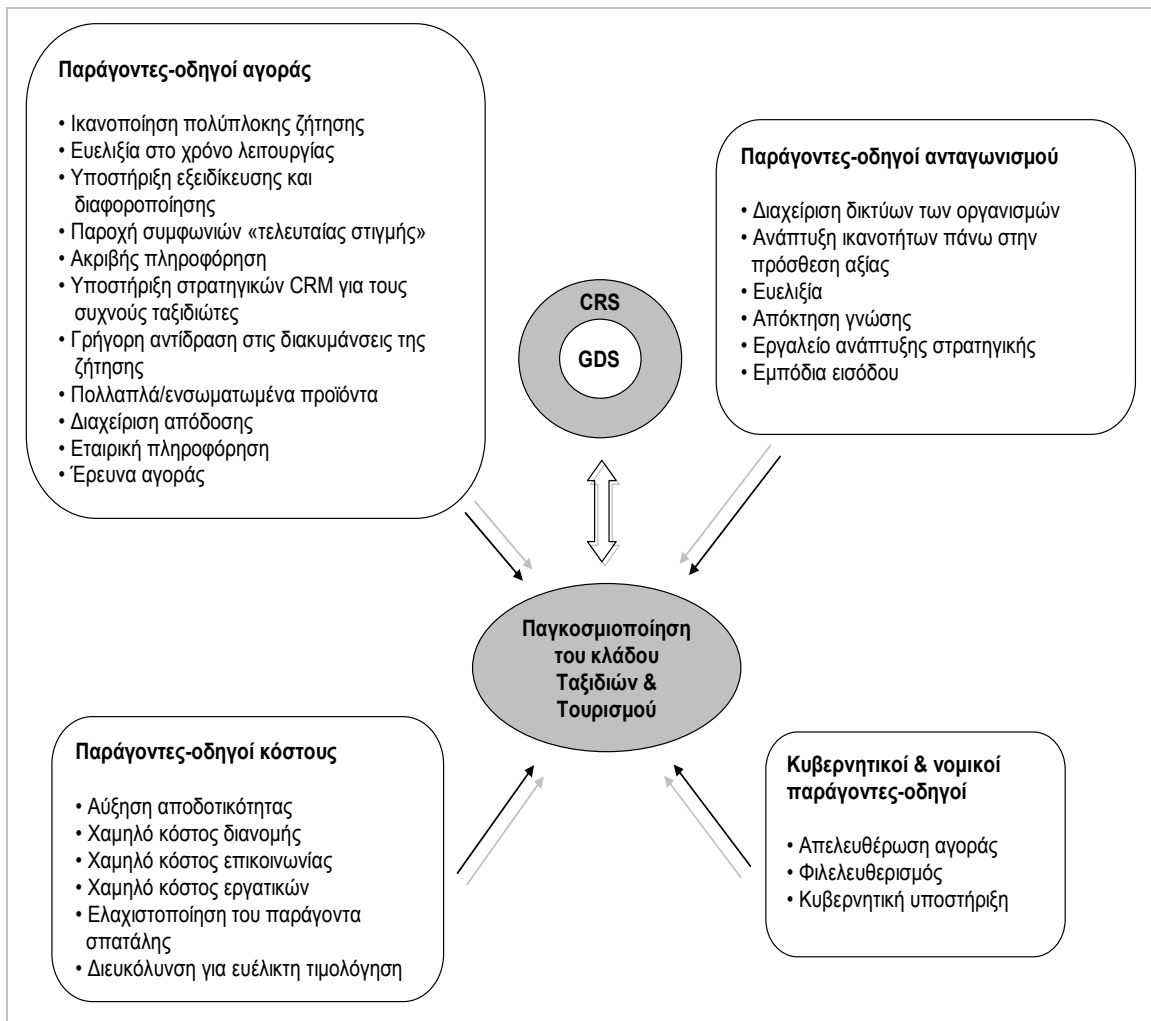 Παράγοντες-οδηγοί αγοράς
• Ικανοποίηση πολύπλοκης ζήτησης
• Ευελιξία στο χρόνο λειτουργίας
• Υποστήριξη εξειδίκευσης και
διαφοροποίησης
• Παροχή συμφωνιών «τελευταίας στιγμής»
• Ακριβής πληροφόρηση
• Υποστήριξη στρατηγικών CRM για τους
συχνούς ταξιδιώτες
• Γρήγορη αντίδραση στις διακυμάνσεις της
ζήτησης
• Πολλαπλά/ενσωματωμένα προϊόντα
• Διαχείριση απόδοσης
• Εταιρική πληροφόρηση
• Έρευνα αγοράς
CRS
GDS
Παράγοντες-οδηγοί ανταγωνισμού
• Διαχείριση δικτύων των οργανισμών
• Ανάπτυξη ικανοτήτων πάνω στην
πρόσθεση αξίας
• Ευελιξία
• Απόκτηση γνώσης
• Εργαλείο ανάπτυξης στρατηγικής
• Εμπόδια εισόδου
Παγκοσμιοποίηση
του κλάδου
Ταξιδιών &
Τουρισμού
Παράγοντες-οδηγοί κόστους
• Αύξηση αποδοτικότητας
• Χαμηλό κόστος διανομής
• Χαμηλό κόστος επικοινωνίας
• Χαμηλό κόστος εργατικών
• Ελαχιστοποίηση του παράγοντα
σπατάλης
• Διευκόλυνση για ευέλικτη τιμολόγηση
Κυβερνητικοί & νομικοί
παράγοντες-οδηγοί
• Απελευθέρωση αγοράς
• Φιλελευθερισμός
• Κυβερνητική υποστήριξη